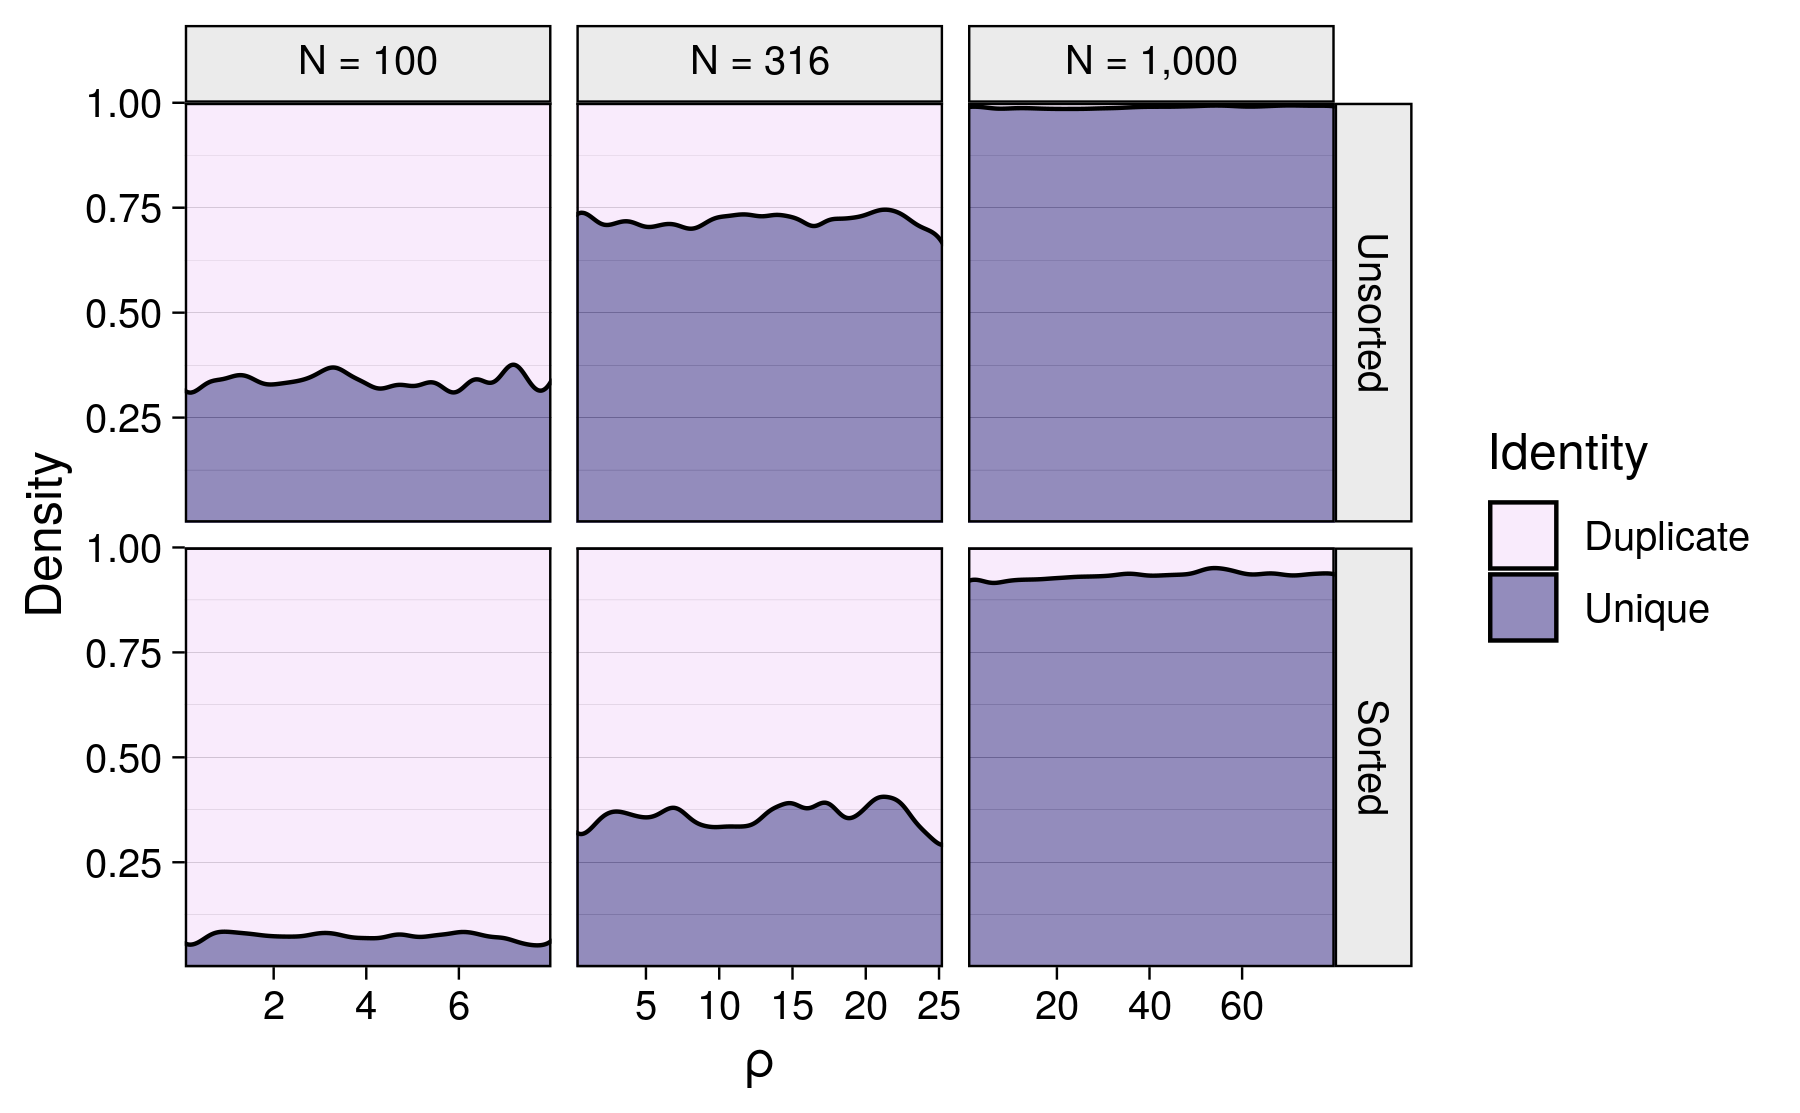 N = 100
N = 316
N = 1,000
1.00
0.75
0.50
0.25
Unsorted
1.00
0.75
0.50
0.25
Sorted
Density
2 4 6
5 10 15 20 25
20 40 60
ρ
Identity
Duplicate
Unique